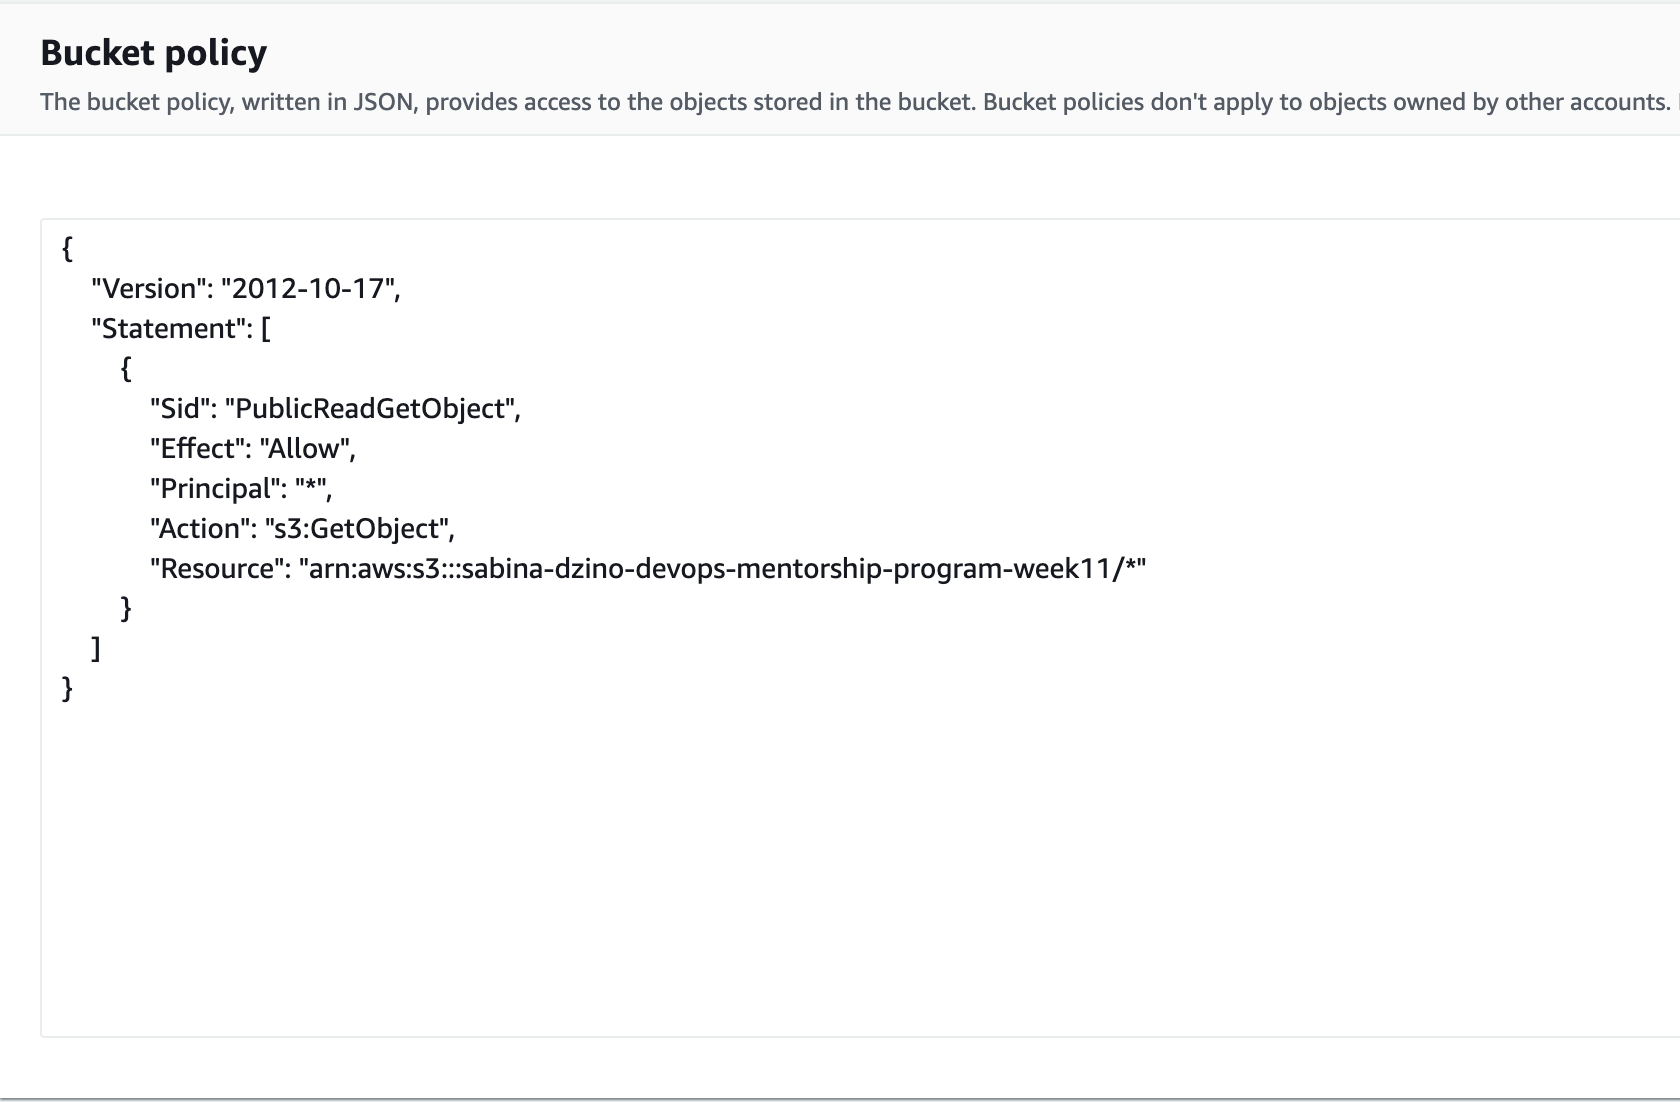 Bucket policy
The bucket policy, written in JSON, provides access to the objects stored in the bucket. Bucket policies don't apply to objects owned by other accounts.
{
"Version": "2012-10-17",
"Statement": [
{
"Sid": "PublicReadGetObject",
"Effect": "Allow",
"Principal": "*",
"Action": "s3:GetObject",
"Resource": "arn:aws:s3:::sabina-dzino-devops-mentorship-program-week11/*"
}
]
}